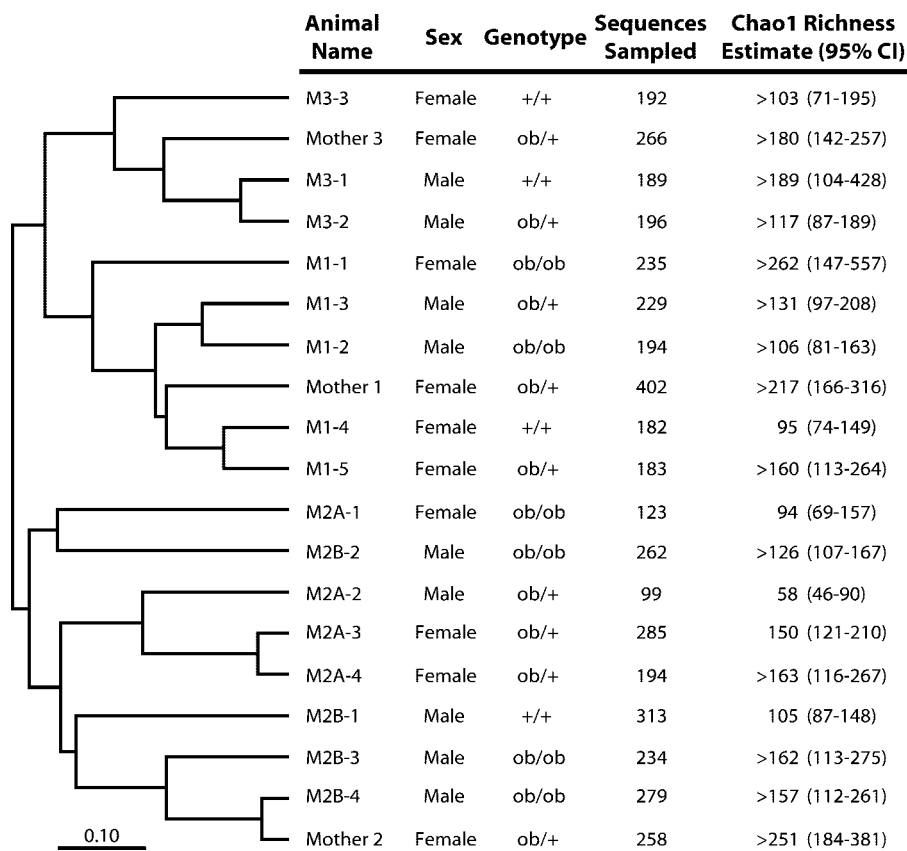 Animal Name Sex Genotype Sequences Sampled Chao1 Richness Estimate (95% CI)
M3-3 Female +/+ 192 >103 (71-195)
Mother 3 Female ob/+ 266 >180 (142-257)
M3-1 Male +/+ 189 >189 (104-428)
M3-2 Male ob/+ 196 >117 (87-189)
M1-1 Female ob/ob 235 >262 (147-557)
M1-3 Male ob/+ 229 >131 (97-208)
M1-2 Male ob/ob 194 >106 (81-163)
Mother 1 Female ob/+ 402 >217 (166-316)
M1-4 Female +/+ 182 95 (74-149)
M1-5 Female ob/+ 183 >160 (113-264)
M2A-1 Female ob/ob 123 94 (69-157)
M2B-2 Male ob/ob 262 >126 (107-167)
M2A-2 Male ob/+ 99 58 (46-90)
M2A-3 Female ob/+ 285 150 (121-210)
M2A-4 Female ob/+ 194 >163 (116-267)
M2B-1 Male +/+ 313 105 (87-148)
M2B-3 Male ob/ob 234 >162 (113-275)
M2B-4 Male ob/ob 279 >157 (112-261)
Mother 2 Female ob/+ 258 >251 (184-381)
0.10